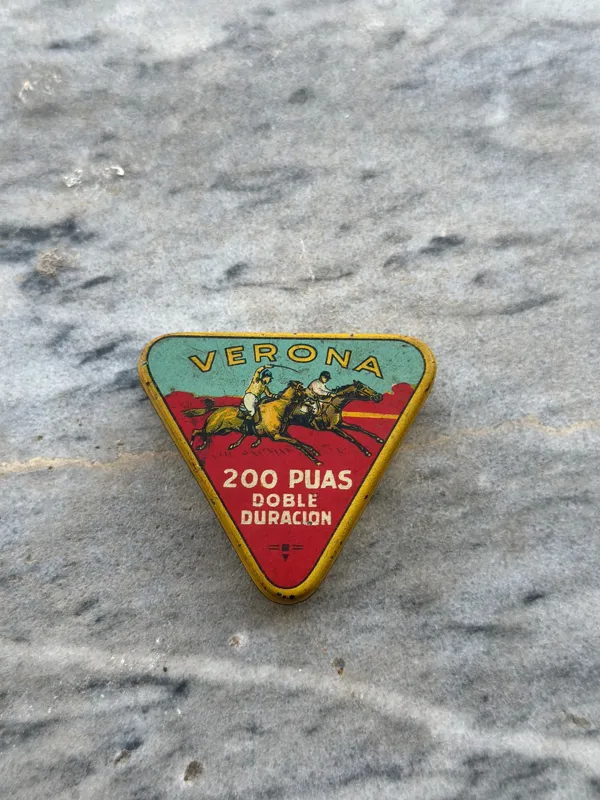 VERONA
200 PUAS
DOBLE
DURACION